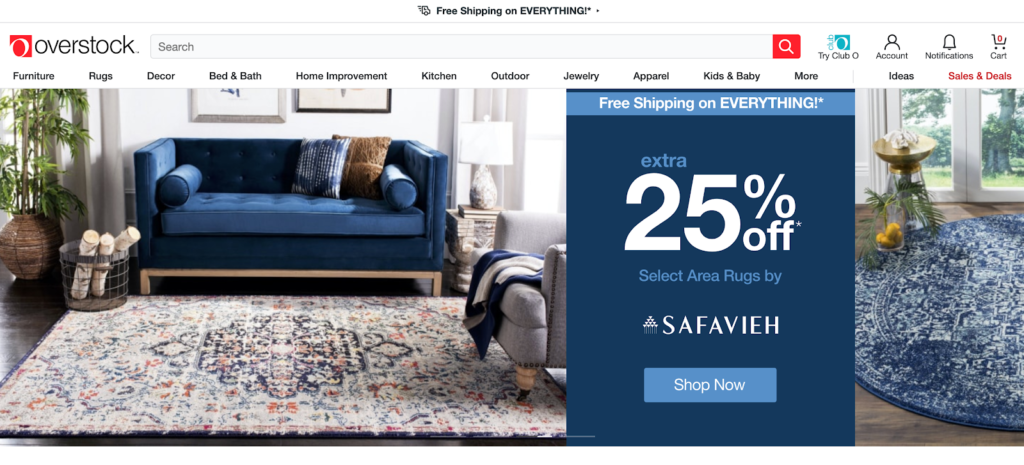 Free Shipping on EVERYTHING!*
overstock.
Search
club
Try Club O
Account
Notifications
0
Cart
Furniture
Rugs
Decor
Bed & Bath
Home Improvement
Kitchen
Outdoor
Jewelry
Apparel
Kids & Baby
More
Ideas
Sales & Deals
Free Shipping on EVERYTHING!*
extra
25% off*
Select Area Rugs by
SAFAVIEH
Shop Now